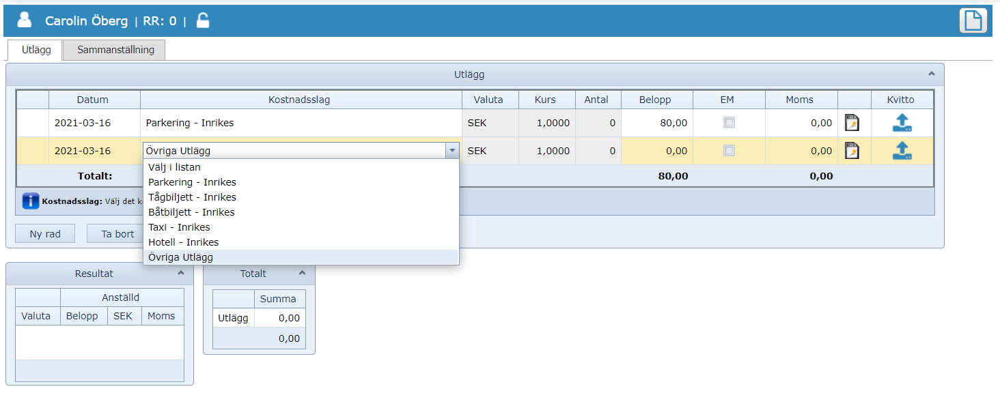 Carolin Öberg | RR: 0 |
Utlägg Sammanställning
Utlägg
Datum Kostnadsslag Valuta Kurs Antal Belopp EM Moms Kvitto
2021-03-16 Parkering - Inrikes SEK 1,0000 0 80,00 0,00
2021-03-16 Övriga Utlägg SEK 1,0000 0 0,00 0,00
Välj i listan
Totalt: 80,00 0,00
Parkering - Inrikes
Tågbiljett - Inrikes
Kostnadsslag: Välj det k
Båtbiljett - Inrikes
Taxi - Inrikes
Ny rad Ta bort
Hotell - Inrikes
Övriga Utlägg
Resultat Totalt
Anställd Summa
Valuta Belopp SEK Moms
Utlägg 0,00
0,00